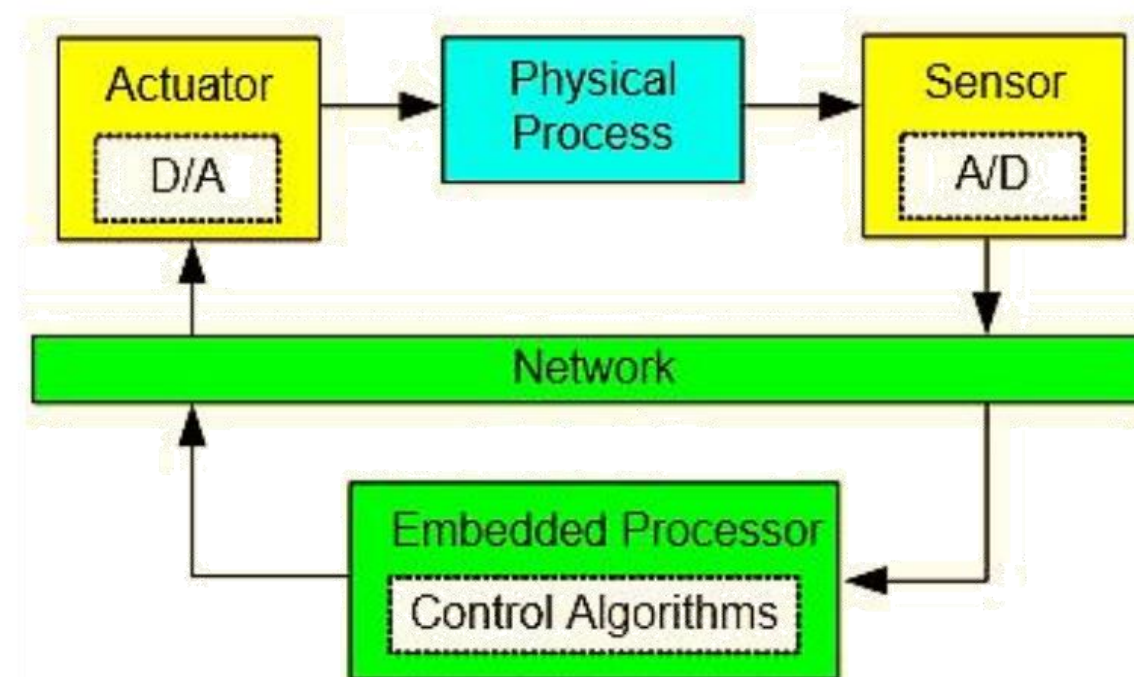 Actuator
D/A
Physical
Process
Sensor
A/D
Network
Embedded Processor
Control Algorithms